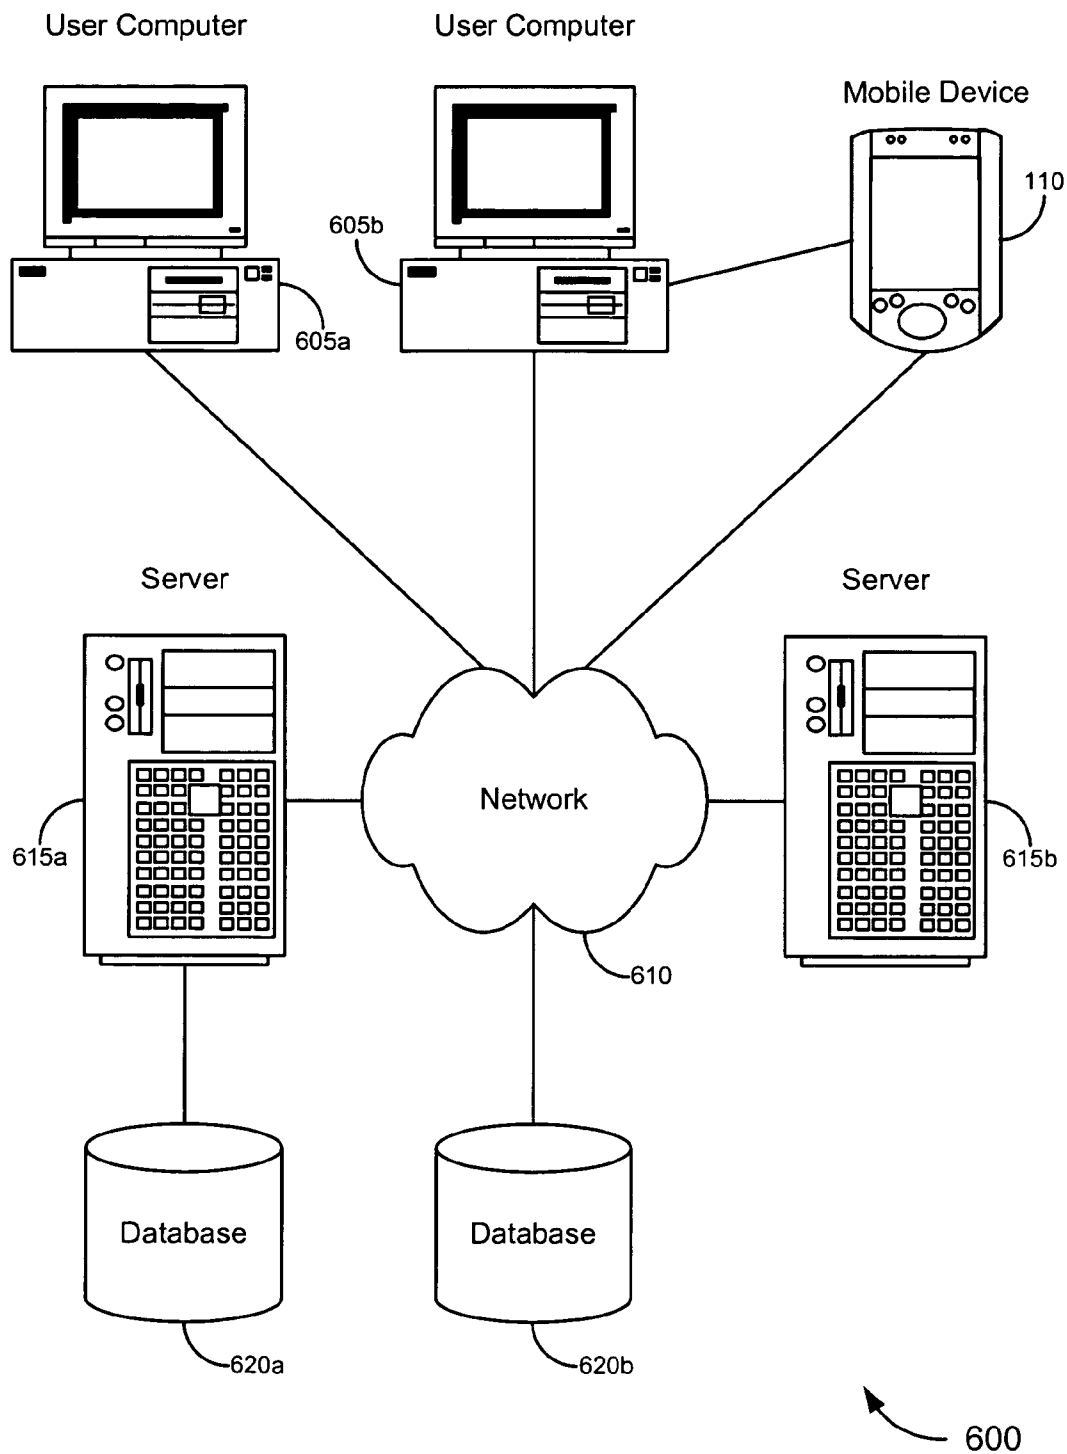 User Computer
User Computer
Mobile Device
110
605b
605a
Server
Server
Network
615a
615b
610
Database
Database
620a
620b
600